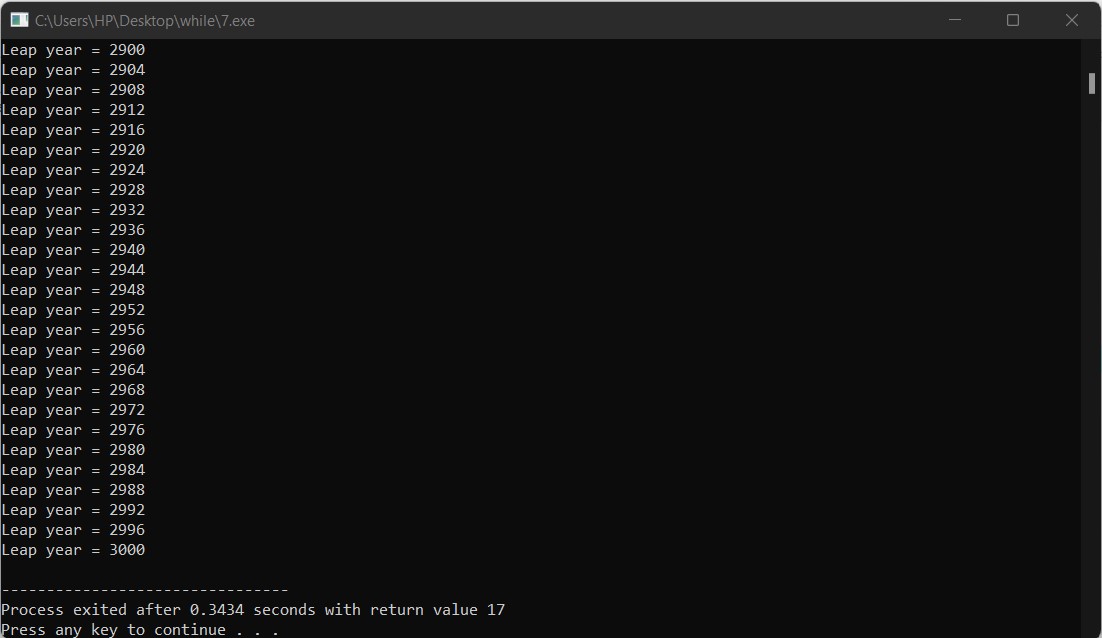 C:\Users\HP\Desktop\while\7.exe
Leap year = 2900
Leap year = 2904
Leap year = 2908
Leap year = 2912
Leap year = 2916
Leap year = 2920
Leap year = 2924
Leap year = 2928
Leap year = 2932
Leap year = 2936
Leap year = 2940
Leap year = 2944
Leap year = 2948
Leap year = 2952
Leap year = 2956
Leap year = 2960
Leap year = 2964
Leap year = 2968
Leap year = 2972
Leap year = 2976
Leap year = 2980
Leap year = 2984
Leap year = 2988
Leap year = 2992
Leap year = 2996
Leap year = 3000
--------------------------------
Process exited after 0.3434 seconds with return value 17
Press any key to continue . . .